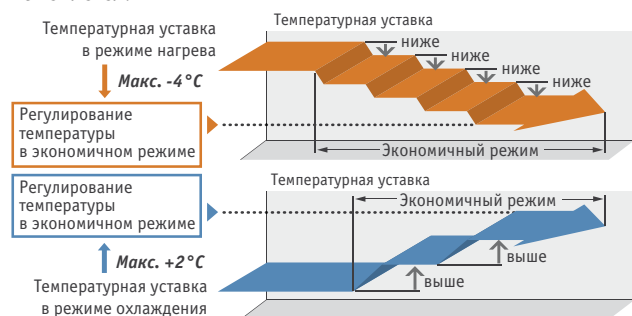 Температурная уставка
в режиме нагрева
Макс. -4°C
Регулирование
температуры
в экономичном режиме
Температурная уставка
ниже
ниже
ниже
ниже
Экономичный режим
Регулирование
температуры
в экономичном режиме
Макс. +2°C
Температурная уставка
в режиме охлаждения
Температурная уставка
Экономичный режим
выше
выше